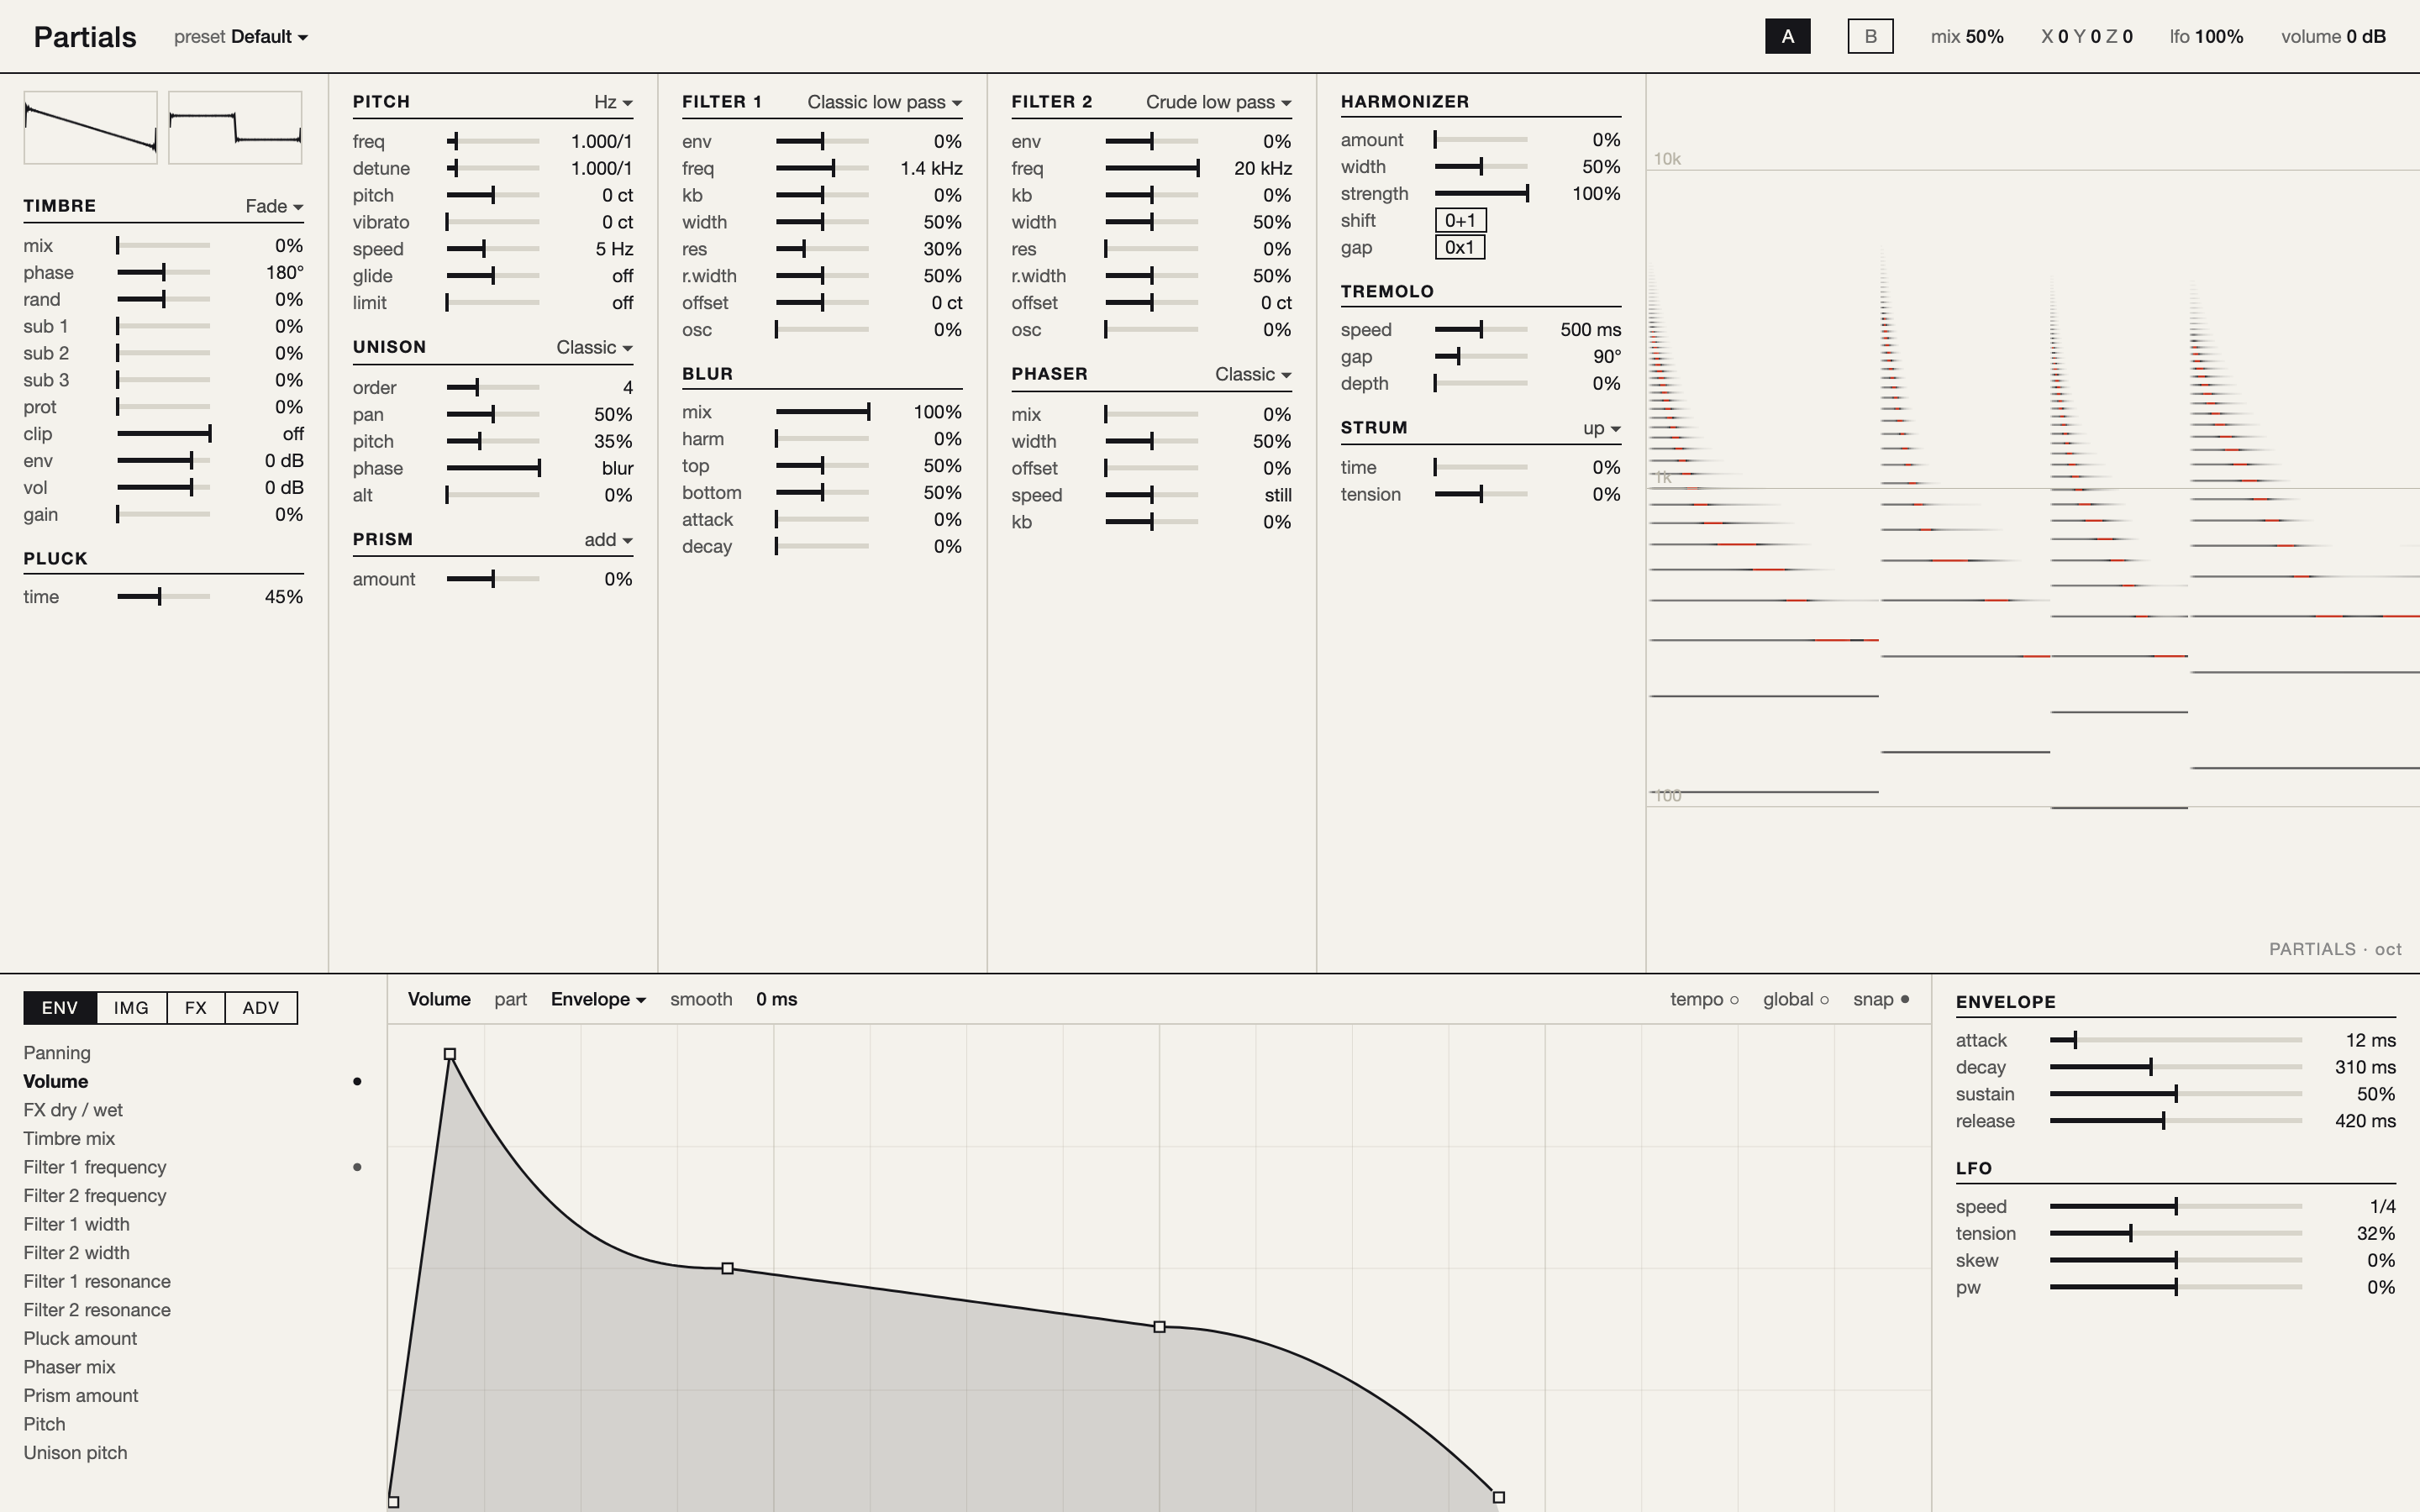 Partials preset Default A B mix 50% X 0 Y 0 Z 0 lfo 100% volume 0 dB
TIMBRE Fade
mix 0%
phase 180°
rand 0%
sub 1 0%
sub 2 0%
sub 3 0%
prot 0%
clip off
env 0 dB
vol 0 dB
gain 0%
PLUCK
time 45%
PITCH Hz
freq 1.000/1
detune 1.000/1
pitch 0 ct
vibrato 0 ct
speed 5 Hz
glide off
limit off
UNISON Classic
order 4
pan 50%
pitch 35%
phase blur
alt 0%
PRISM add
amount 0%
FILTER 1 Classic low pass
env 0%
freq 1.4 kHz
kb 0%
width 50%
res 30%
r.width 50%
offset 0 ct
osc 0%
BLUR
mix 100%
harm 0%
top 50%
bottom 50%
attack 0%
decay 0%
FILTER 2 Crude low pass
env 0%
freq 20 kHz
kb 0%
width 50%
res 0%
r.width 50%
offset 0 ct
osc 0%
PHASER Classic
mix 0%
width 50%
offset 0%
speed still
kb 0%
HARMONIZER
amount 0%
width 50%
strength 100%
shift 0+1
gap 0x1
TREMOLO
speed 500 ms
gap 90°
depth 0%
STRUM up
time 0%
tension 0%
10k
1k
100
PARTIALS · oct
ENV IMG FX ADV
Panning
Volume
FX dry / wet
Timbre mix
Filter 1 frequency
Filter 2 frequency
Filter 1 width
Filter 2 width
Filter 1 resonance
Filter 2 resonance
Pluck amount
Phaser mix
Prism amount
Pitch
Unison pitch
Volume part Envelope smooth 0 ms tempo global snap
ENVELOPE
attack 12 ms
decay 310 ms
sustain 50%
release 420 ms
LFO
speed 1/4
tension 32%
skew 0%
pw 0%